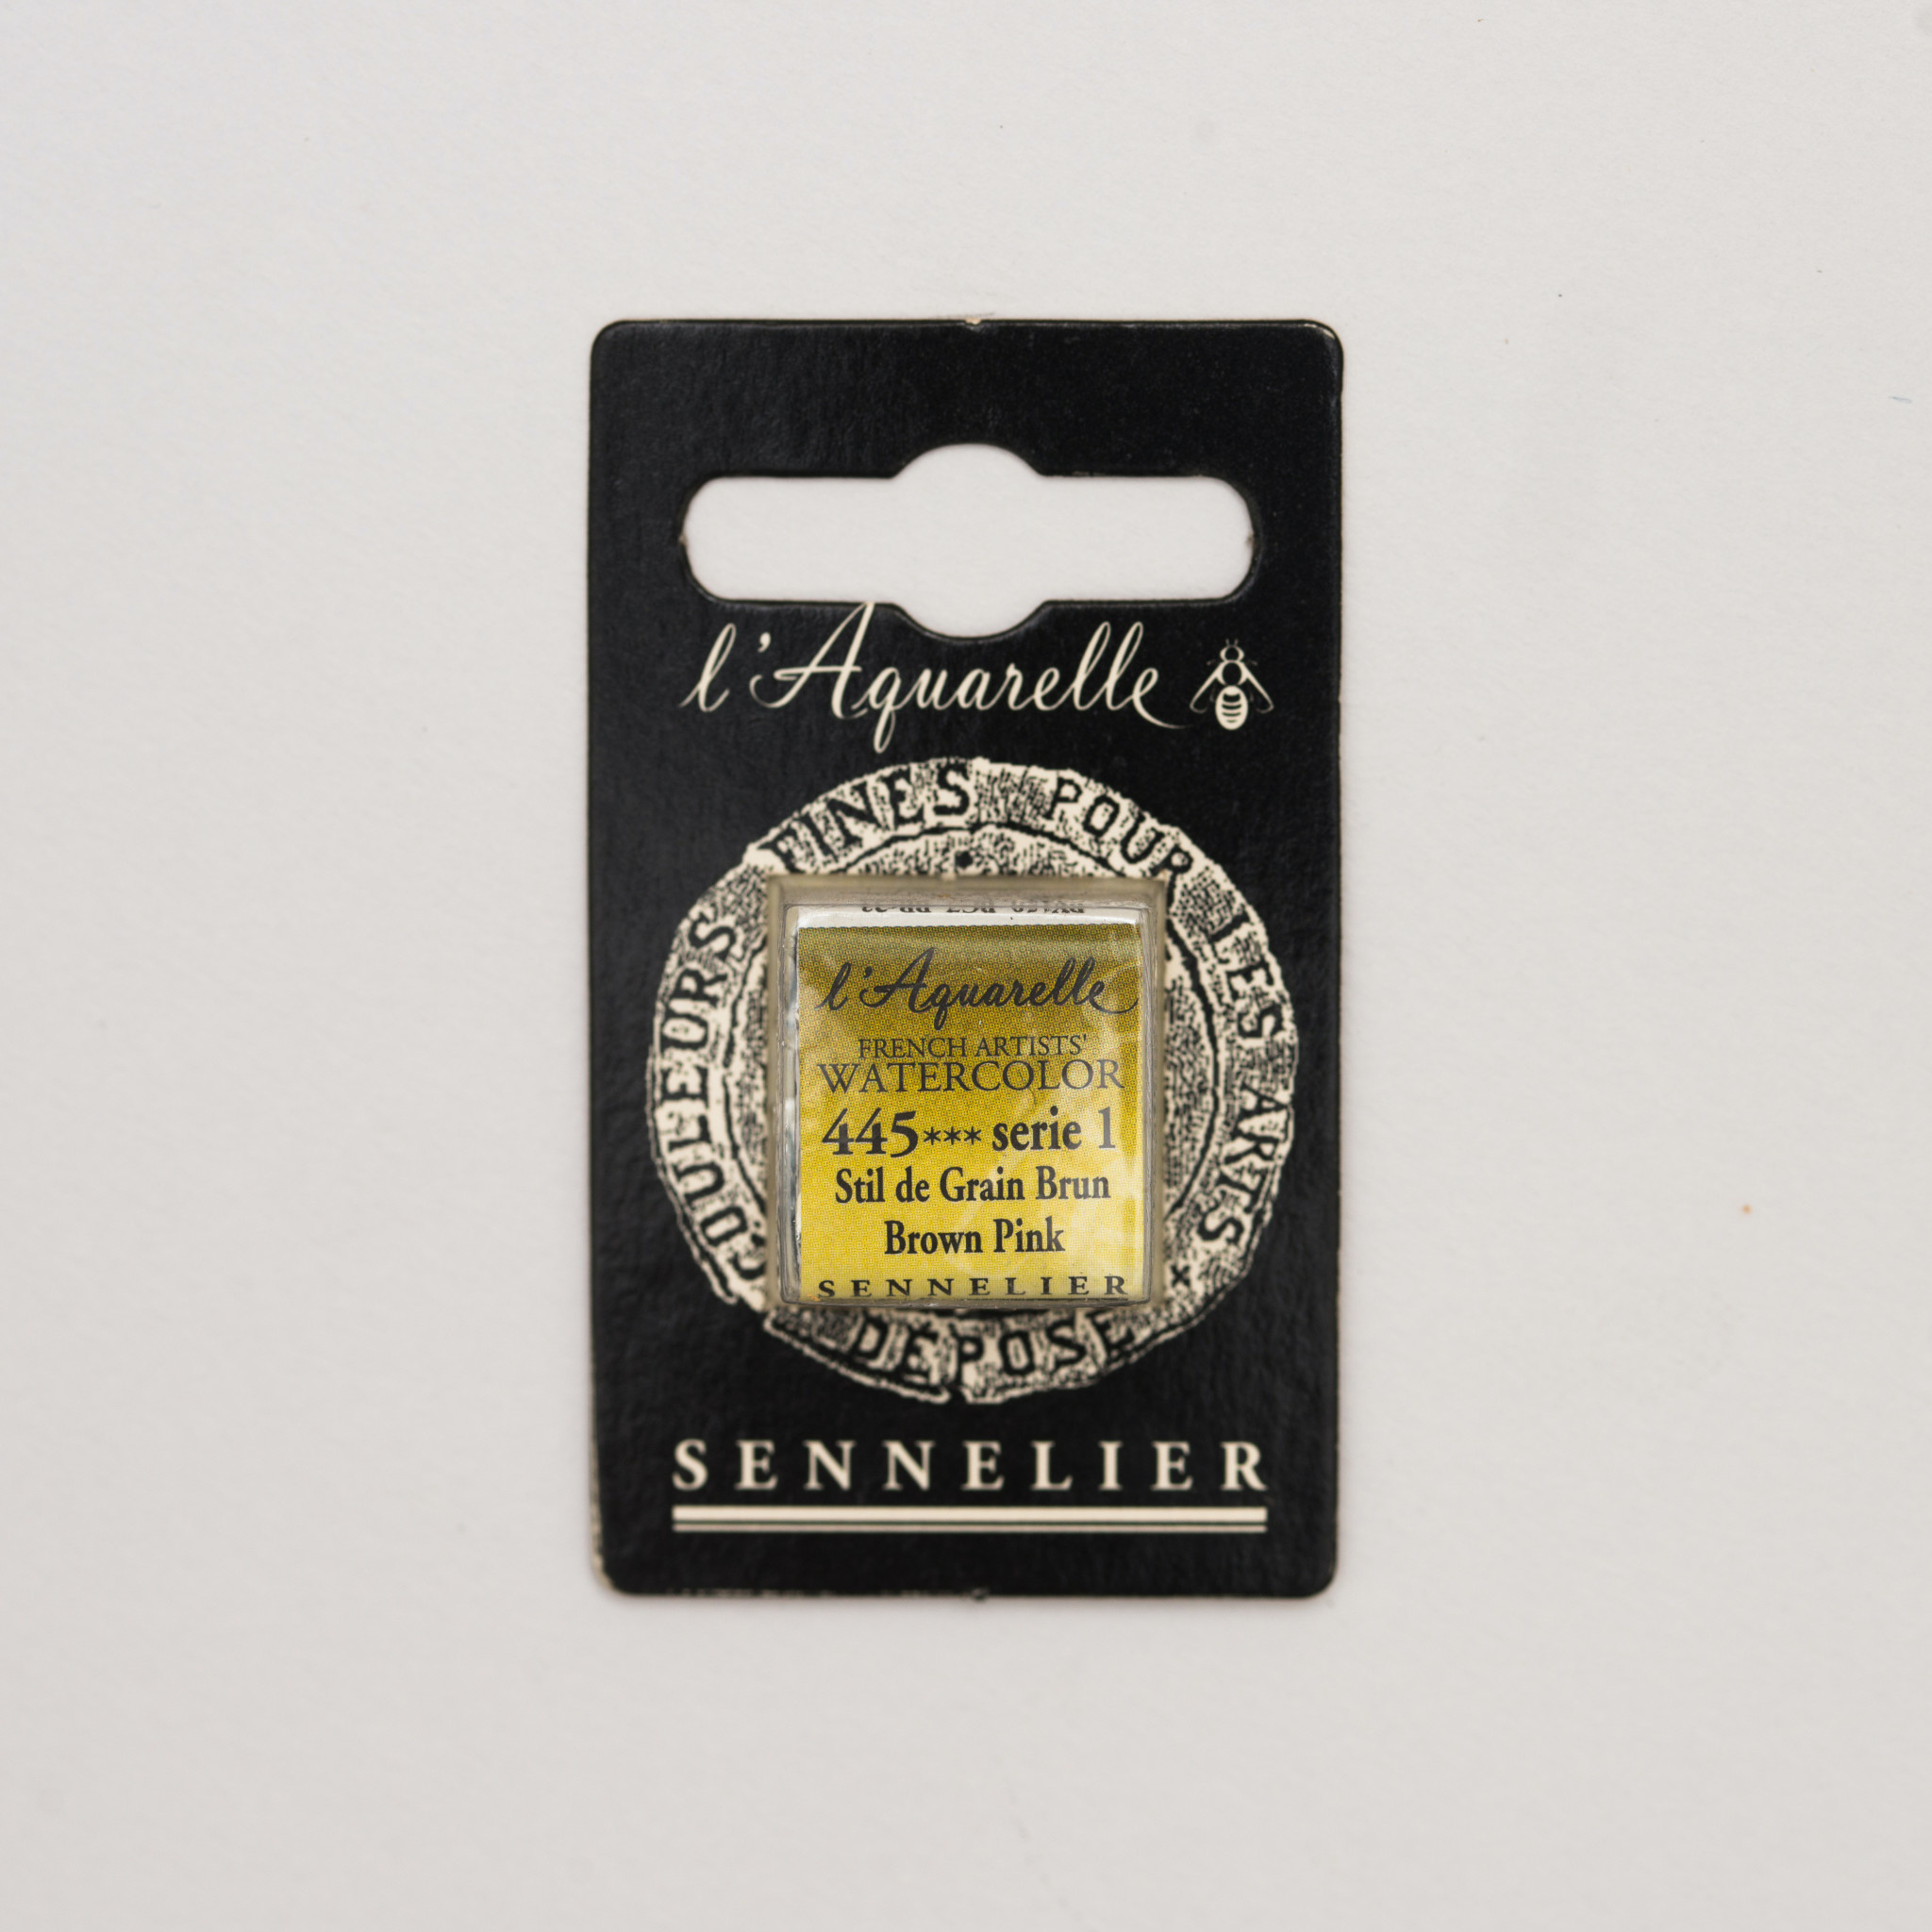 l'Aquarelle
COULEURS FINES POUR LES ARTS
l'Aquarelle
FRENCH ARTISTS'
WATERCOLOR
445*** serie 1
Stil de Grain Brun
Brown Pink
SENNELIER
DÉPOSÉ
SENNELIER